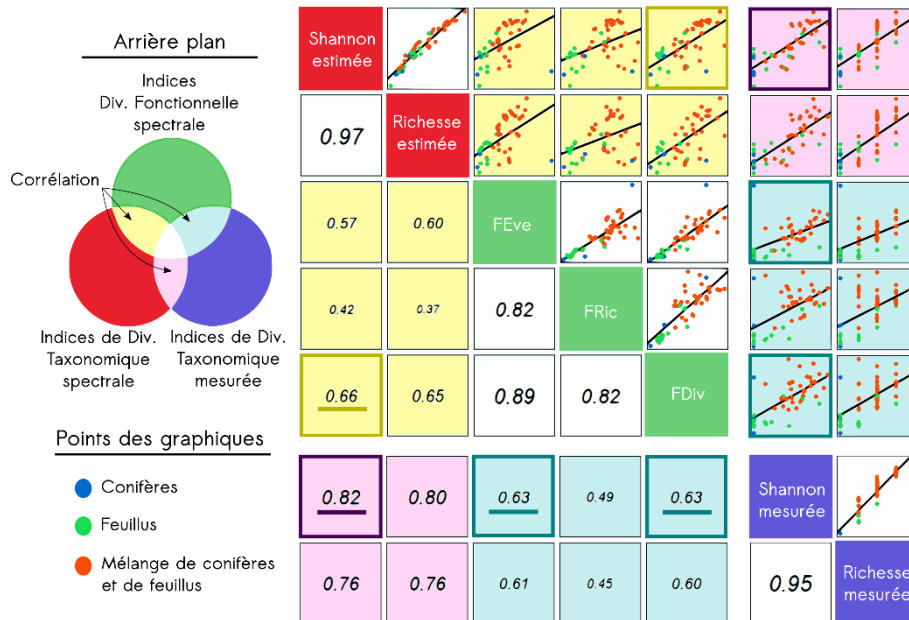 Arrière plan
Indices
Div. Fonctionnelle
spectrale
Corrélation
Indices de Div.
Taxonomique
spectrale
Indices de Div.
Taxonomique
mesurée
Points des graphiques
Conifères
Feuillus
Mélange de conifères
et de feuillus
Shannon
estimée
0.97
Richesse
estimée
0.57
0.60
FEve
0.42
0.37
0.82
FRic
0.66
0.65
0.89
0.82
FDiv
0.82
0.80
0.63
0.49
0.63
Shannon
mesurée
0.76
0.76
0.61
0.45
0.60
0.95
Richesse
mesurée